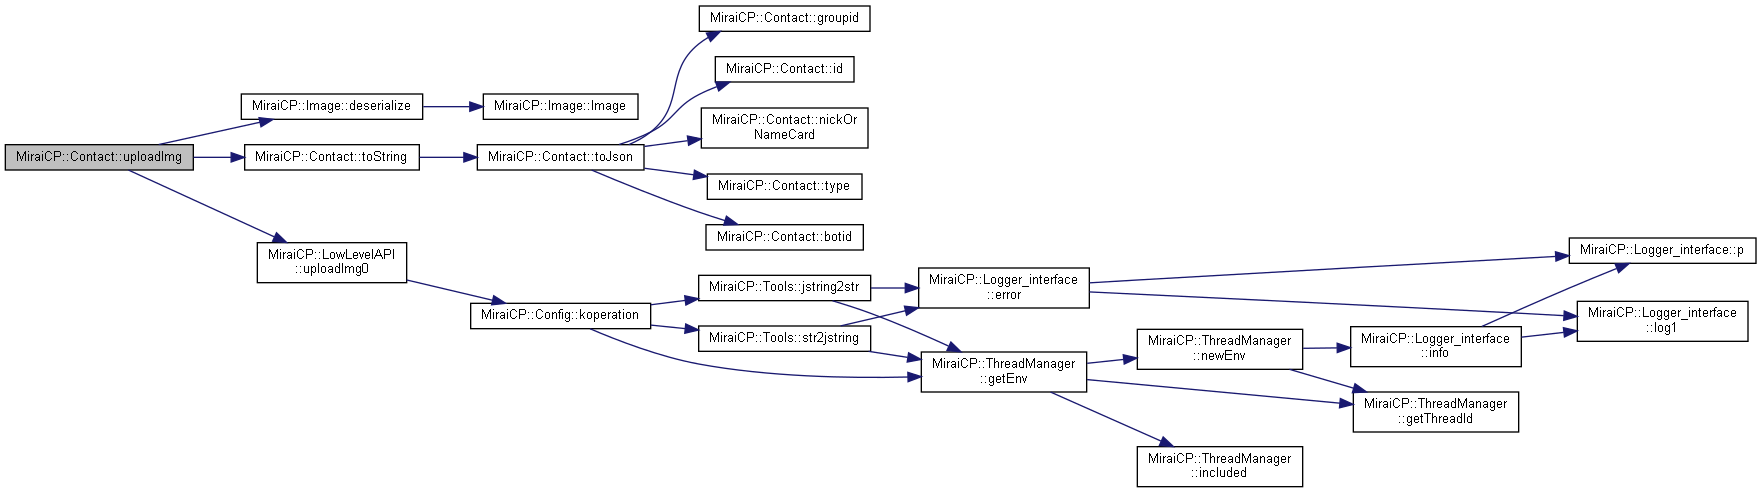 MiraiCP::Contact::uploadImg
MiraiCP::Image::deserialize
MiraiCP::Contact::toString
MiraiCP::LowLevelAPI
::uploadImg0
MiraiCP::Image::Image
MiraiCP::Contact::toJson
MiraiCP::Config::koperation
MiraiCP::Contact::groupid
MiraiCP::Contact::id
MiraiCP::Contact::nickOr
NameCard
MiraiCP::Contact::type
MiraiCP::Contact::botid
MiraiCP::Tools::jstring2str
MiraiCP::Tools::str2jstring
MiraiCP::Logger_interface
::error
MiraiCP::ThreadManager
::getEnv
MiraiCP::ThreadManager
::newEnv
MiraiCP::ThreadManager
::included
MiraiCP::Logger_interface
::info
MiraiCP::ThreadManager
::getThreadId
MiraiCP::Logger_interface::p
MiraiCP::Logger_interface
::log1